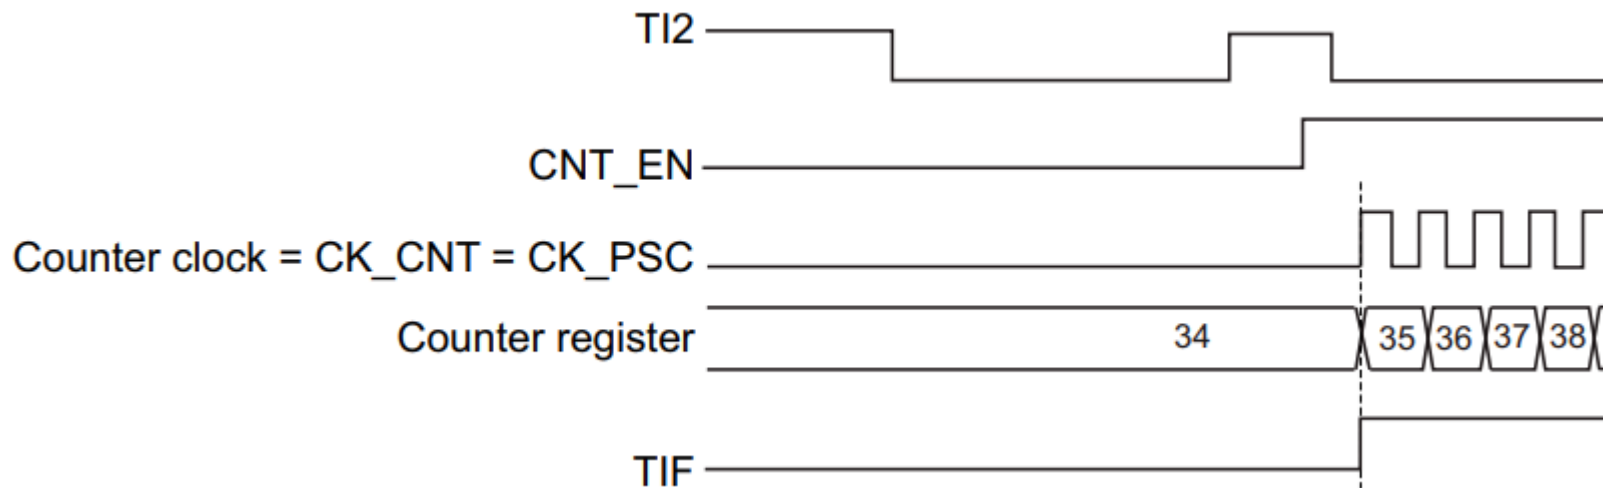 TI2
CNT_EN
Counter clock = CK_CNT = CK_PSC
Counter register 34 35 36 37 38
TIF